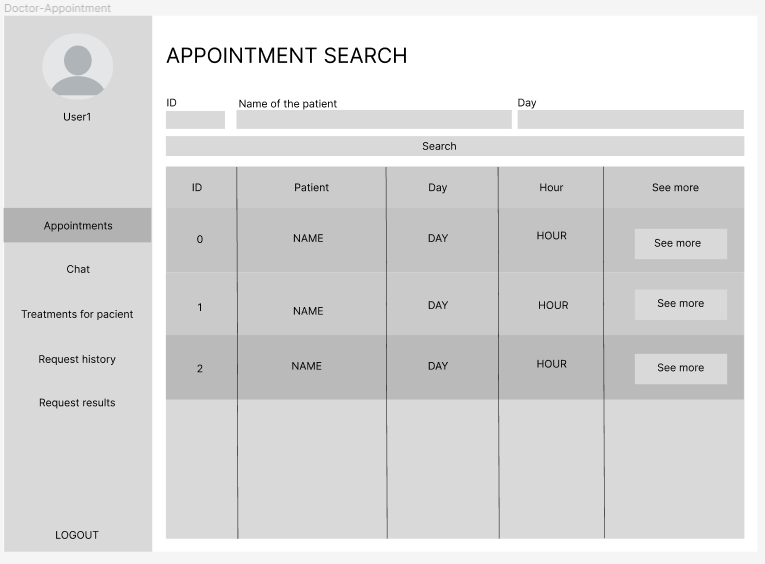 Doctor-Appointment
User1
Appointments
Chat
Treatments for pacient
Request history
Request results
LOGOUT
APPOINTMENT SEARCH
ID Name of the patient Day
Search
ID Patient Day Hour See more
0 NAME DAY HOUR See more
1 NAME DAY HOUR See more
2 NAME DAY HOUR See more